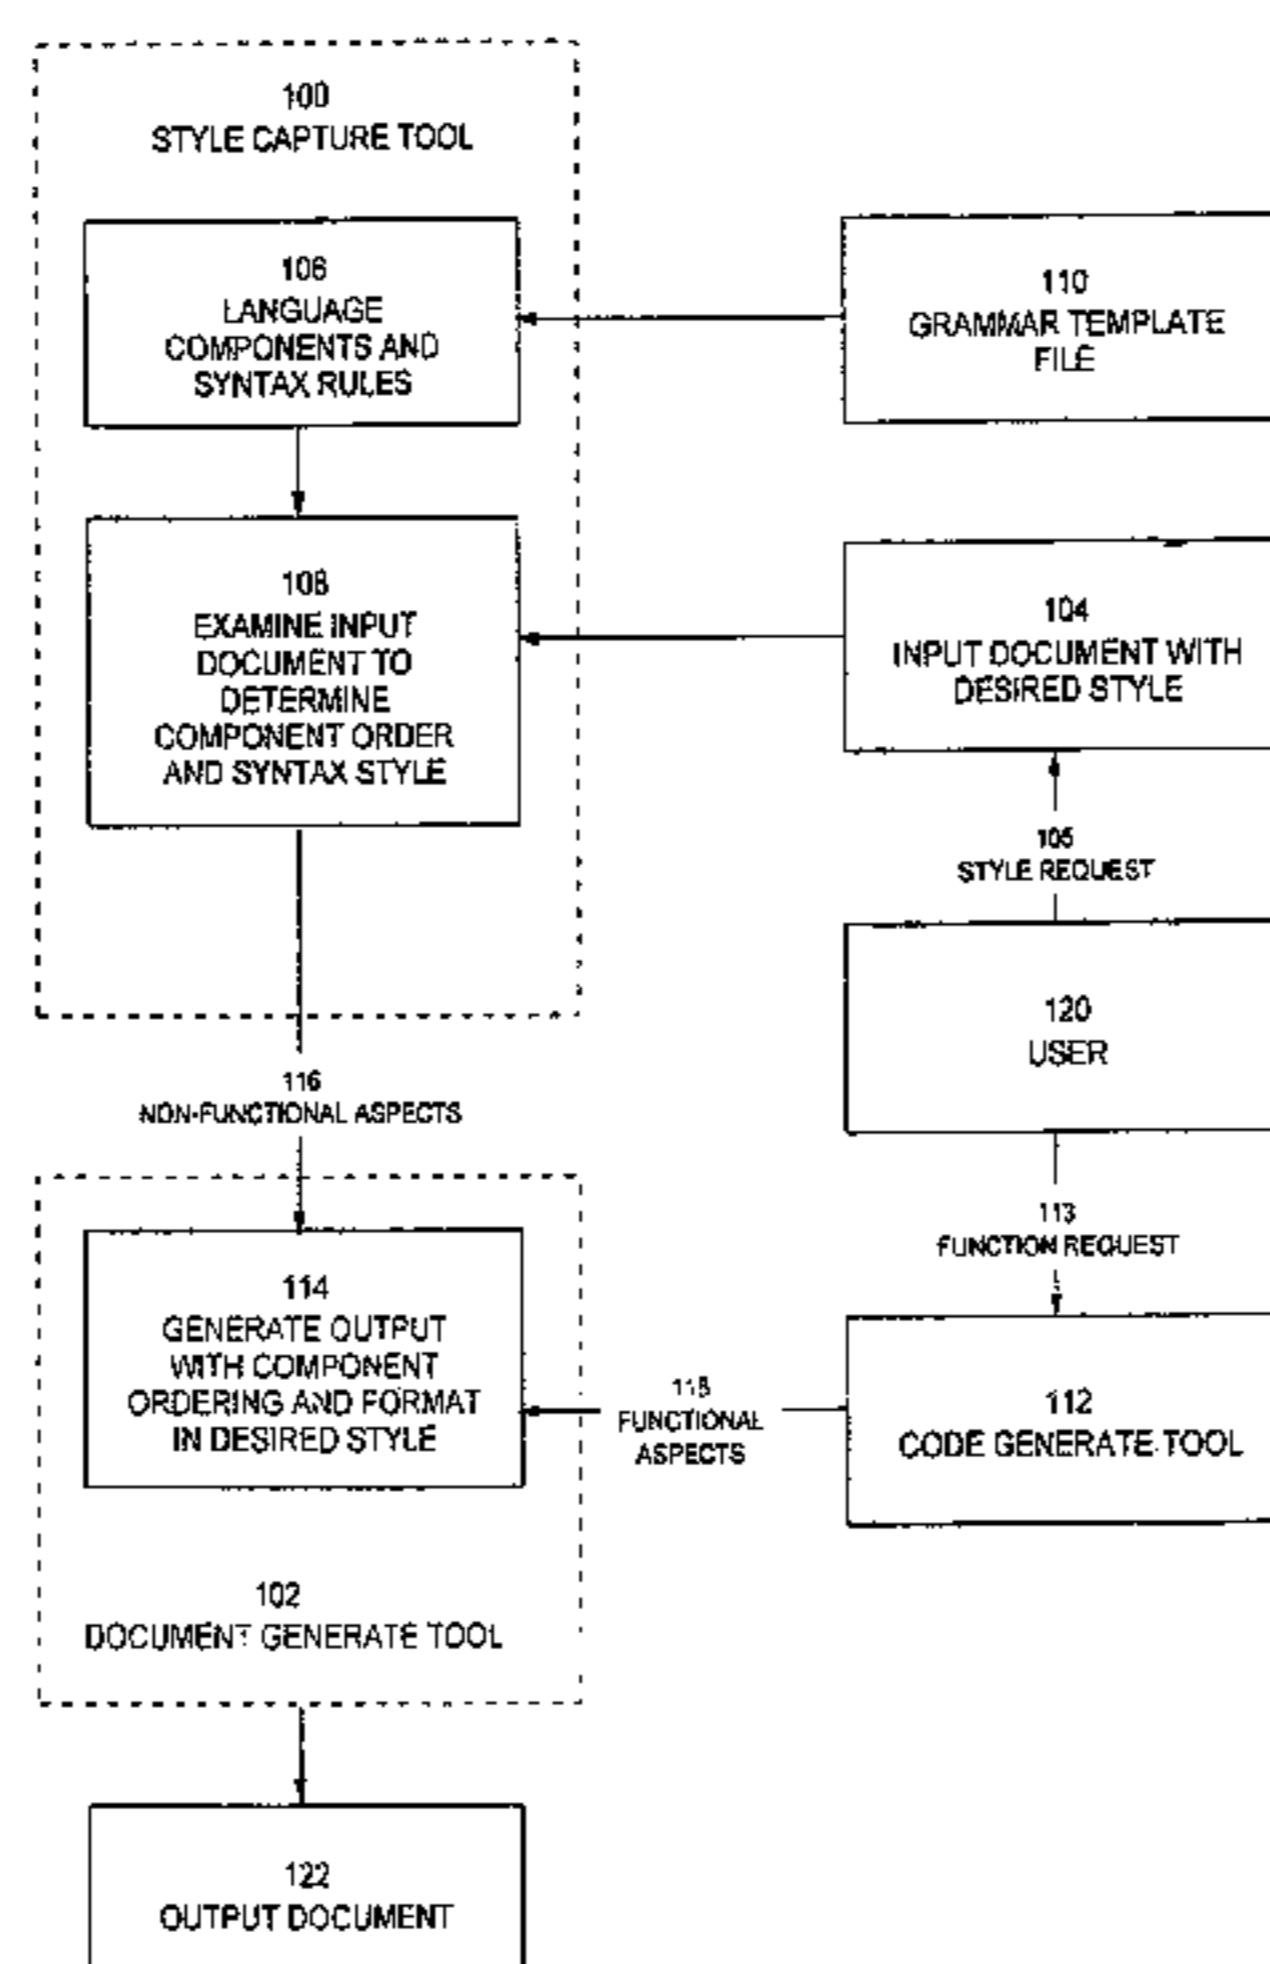 100
STYLE CAPTURE TOOL
106
LANGUAGE
COMPONENTS AND
SYNTAX RULES
110
GRAMMAR TEMPLATE
FILE
108
EXAMINE INPUT
DOCUMENT TO
DETERMINE
COMPONENT ORDER
AND SYNTAX STYLE
104
INPUT DOCUMENT WITH
DESIRED STYLE
105
STYLE REQUEST
120
USER
116
NON-FUNCTIONAL ASPECTS
113
FUNCTION REQUEST
114
GENERATE OUTPUT
WITH COMPONENT
ORDERING AND FORMAT
IN DESIRED STYLE
118
FUNCTIONAL
ASPECTS
112
CODE GENERATE TOOL
102
DOCUMENT GENERATE TOOL
122
OUTPUT DOCUMENT